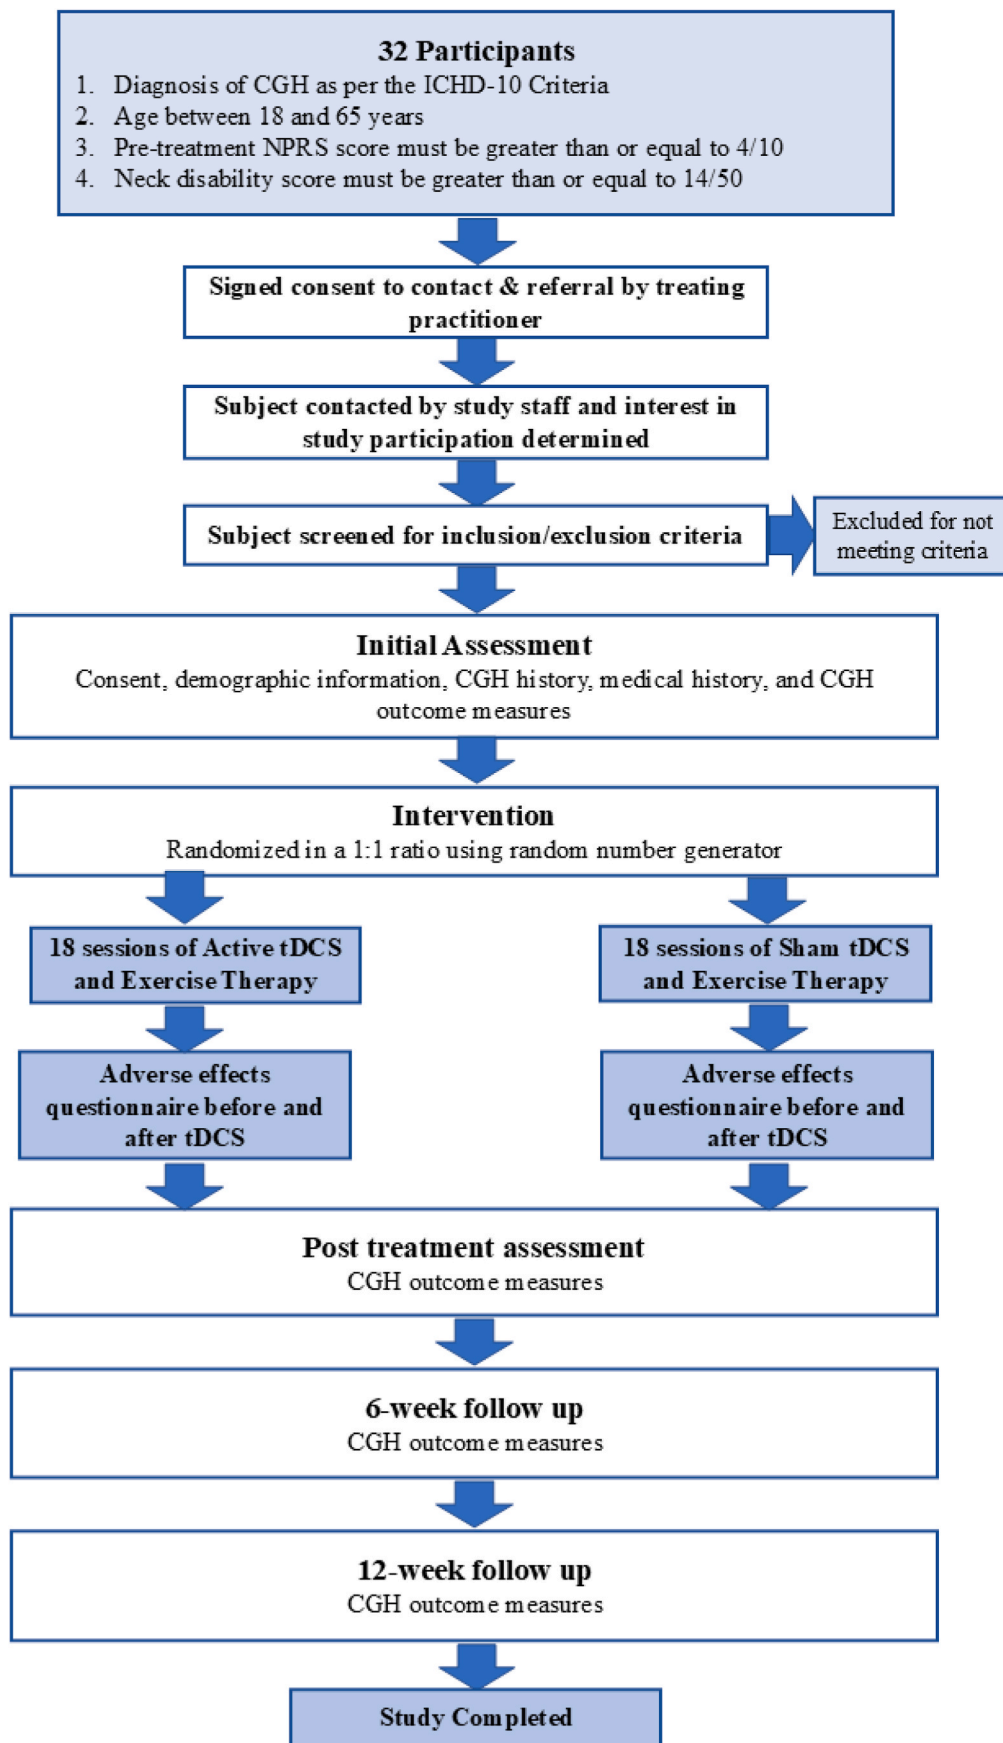 32 Participants
1. Diagnosis of CGH as per the ICHD-10 Criteria
2. Age between 18 and 65 years
3. Pre-treatment NPRS score must be greater than or equal to 4/10
4. Neck disability score must be greater than or equal to 14/50
Signed consent to contact & referral by treating
practitioner
Subject contacted by study staff and interest in
study participation determined
Subject screened for inclusion/exclusion criteria
Excluded for not
meeting criteria
Initial Assessment
Consent, demographic information, CGH history, medical history, and CGH
outcome measures
Intervention
Randomized in a 1:1 ratio using random number generator
18 sessions of Active tDCS
and Exercise Therapy
18 sessions of Sham tDCS
and Exercise Therapy
Adverse effects
questionnaire before and
after tDCS
Adverse effects
questionnaire before and
after tDCS
Post treatment assessment
CGH outcome measures
6-week follow up
CGH outcome measures
12-week follow up
CGH outcome measures
Study Completed